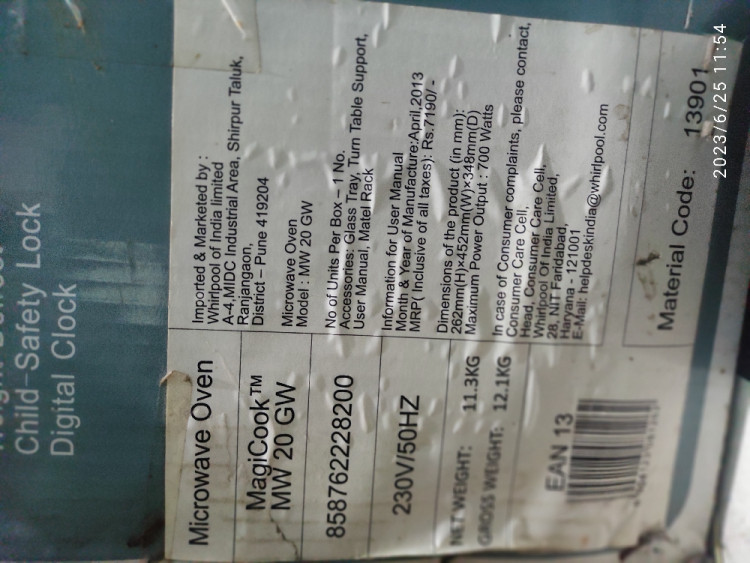 Child-Safety Lock
Digital Clock
Microwave Oven
MagiCook™
MW 20 GW
858762228200
230V/50HZ
NET WEIGHT: 11.3KG
GROSS WEIGHT: 12.1KG
EAN 13
Imported & Marketed by :
Whirlpool of India limited
A-4,MIDC Industrial Area, Shirpur Taluk,
Ranjangaon,
District – Pune 419204
Microwave Oven
Model : MW 20 GW
No of Units Per Box – 1 No.
Accessories: Glass Tray, Turn Table Support,
User Manual, Matel Rack
Information for User Manual
Month & Year of Manufacture:April,2013
MRP( Inclusive of all taxes): Rs.7190/-
Dimensions of the product (in mm):
262mm(H)×452mm(W)×348mm(D)
Maximum Power Output : 700 Watts
In case of Consumer complaints, please contact,
Consumer Care Cell,
Head, Consumer Care Cell,
Whirlpool Of India Limited,
28, NIT Faridabad,
Haryana - 121001
E-Mail: helpdeskindia@whirlpool.com
Material Code: 13901
2023/6/25 11:54